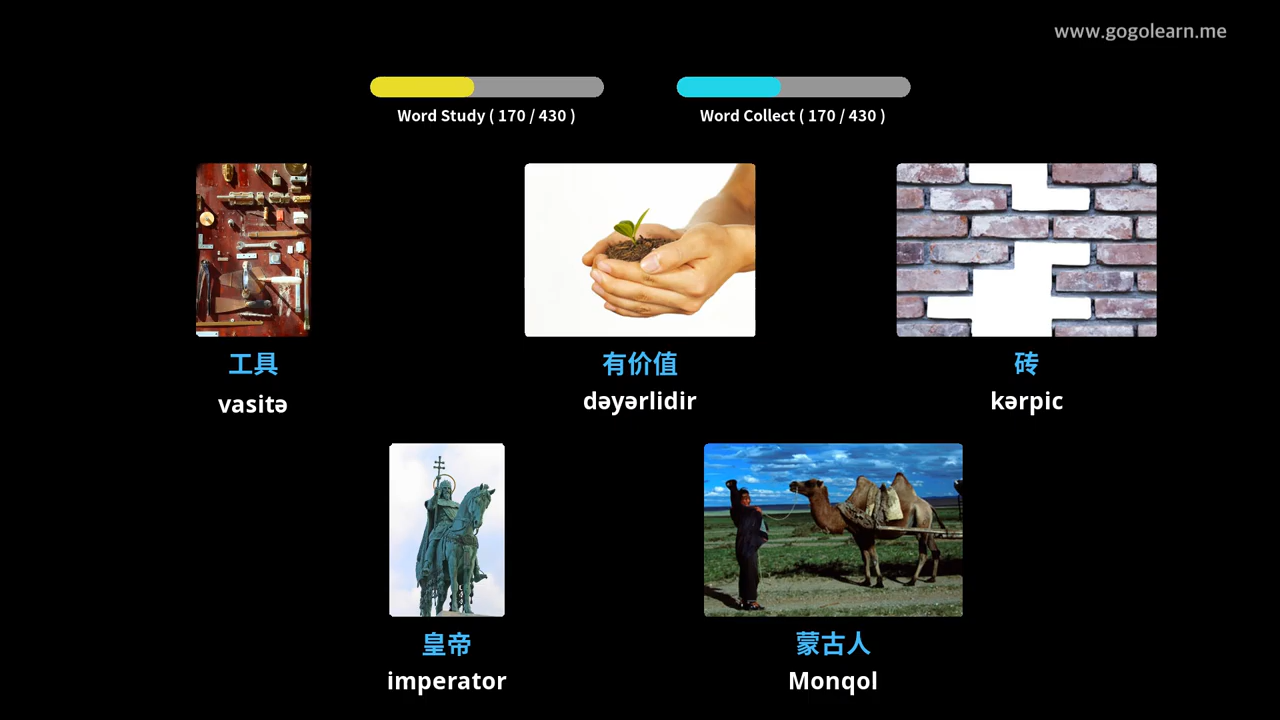 www.gogolearn.me
Word Study ( 170 / 430 )
Word Collect ( 170 / 430 )
工具
vasitə
有价值
dəyərlidir
砖
kərpic
皇帝
imperator
蒙古人
Monqol